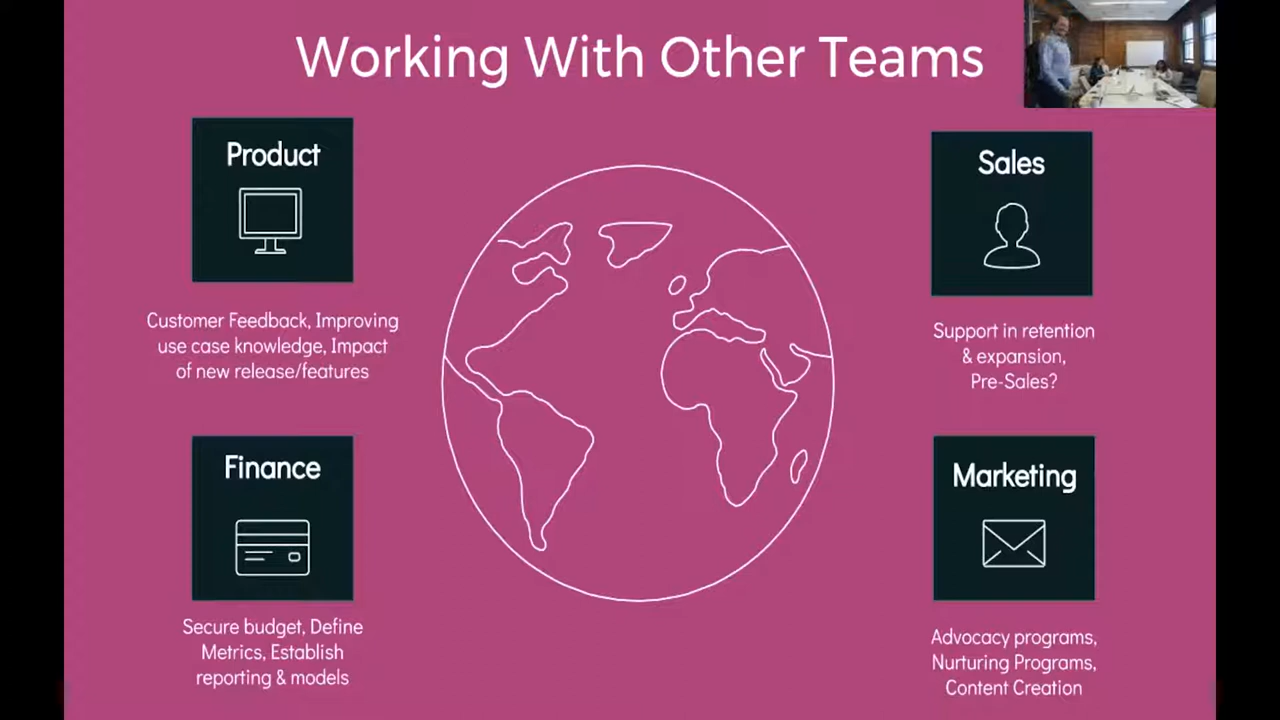 Working With Other Teams
Product
Customer Feedback, Improving
use case knowledge, Impact
of new release/features
Sales
Support in retention
& expansion,
Pre-Sales?
Finance
Secure budget, Define
Metrics, Establish
reporting & models
Marketing
Advocacy programs,
Nurturing Programs,
Content Creation